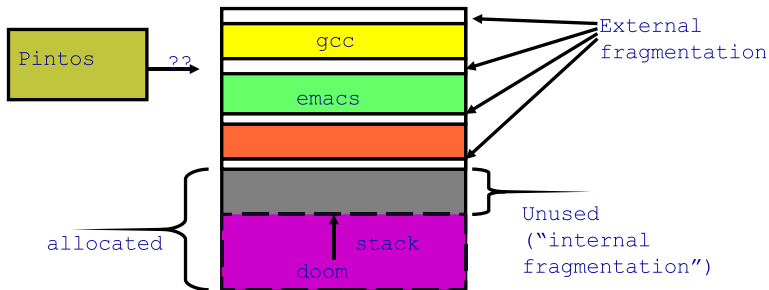 gcc
External
fragmentation
Pintos
??
emacs
allocated
stack
doom
Unused
(“internal
fragmentation”)